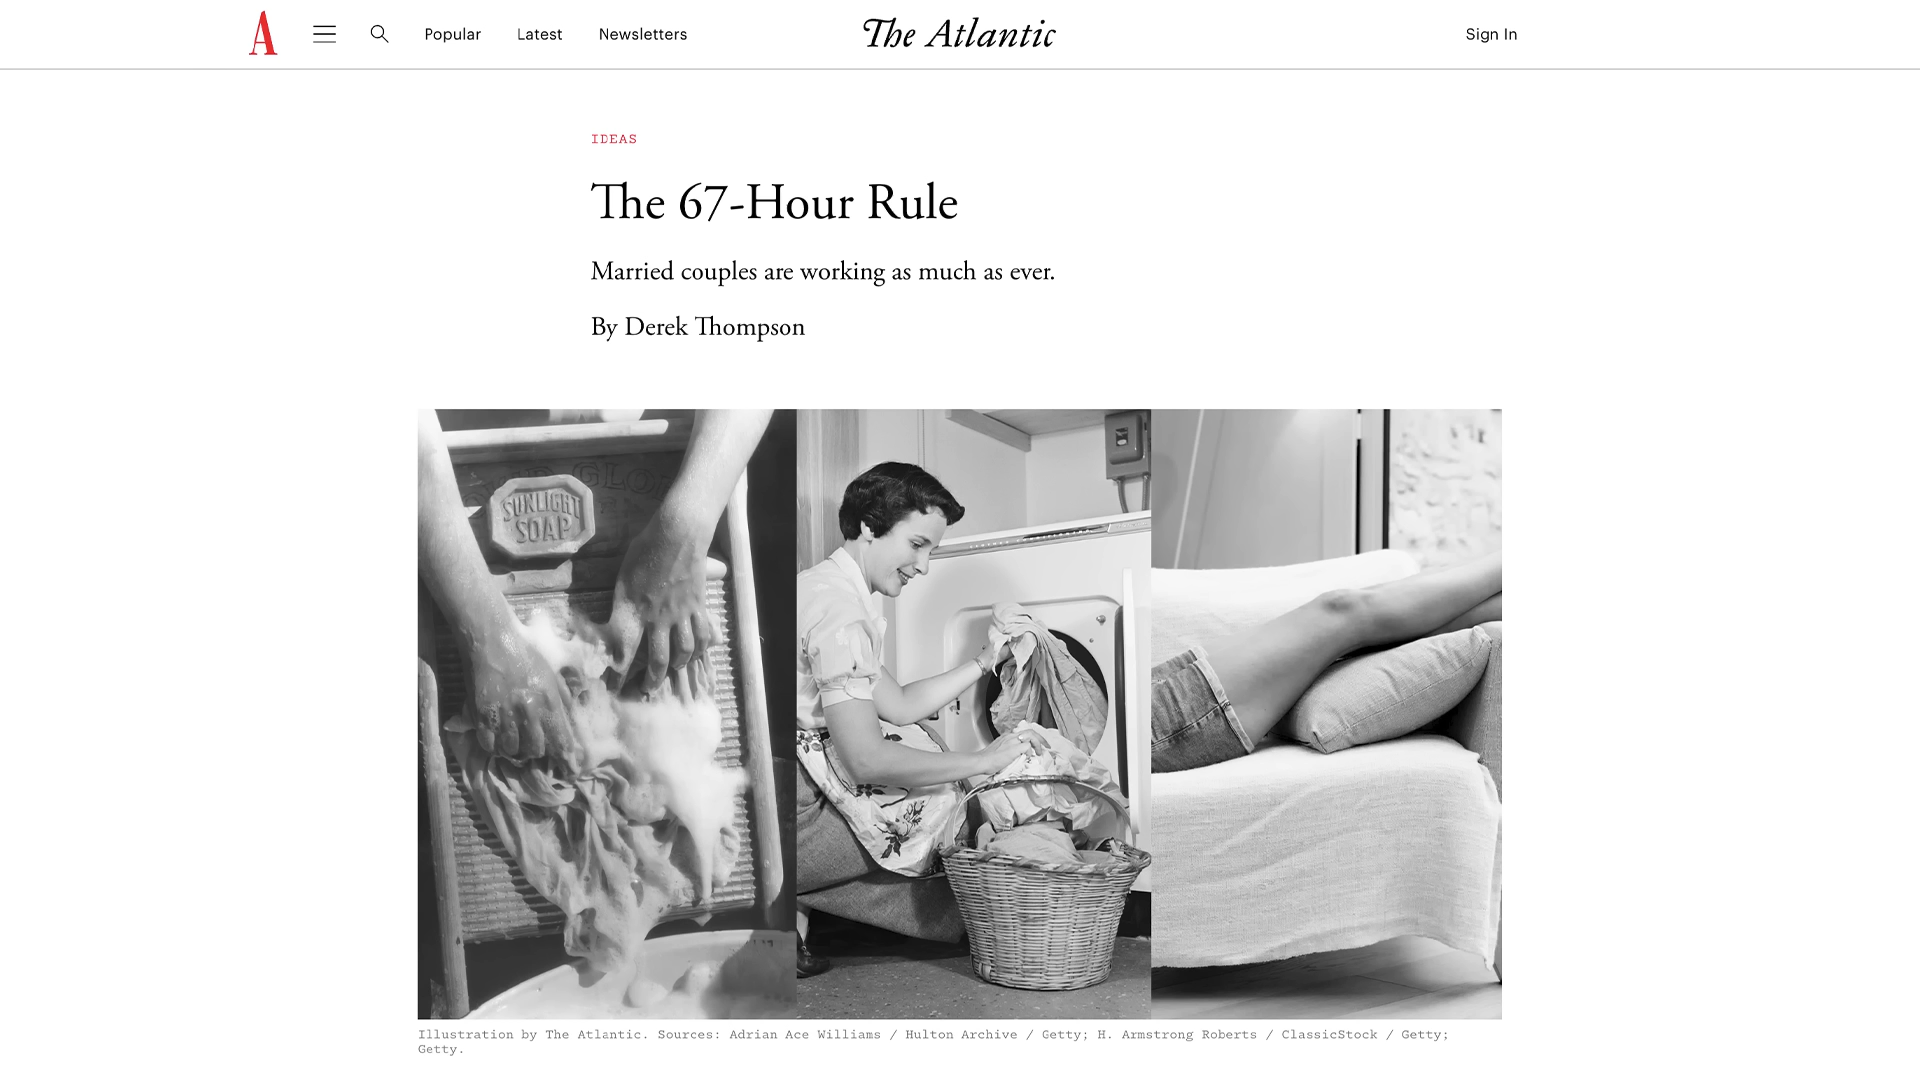 A
Popular
Latest
Newsletters
The Atlantic
Sign In
IDEAS
The 67-Hour Rule
Married couples are working as much as ever.
By Derek Thompson
SUNLIGHT
SOAP
Illustration by The Atlantic. Sources: Adrian Ace Williams / Hulton Archive / Getty; H. Armstrong Roberts / ClassicStock / Getty;
Getty.